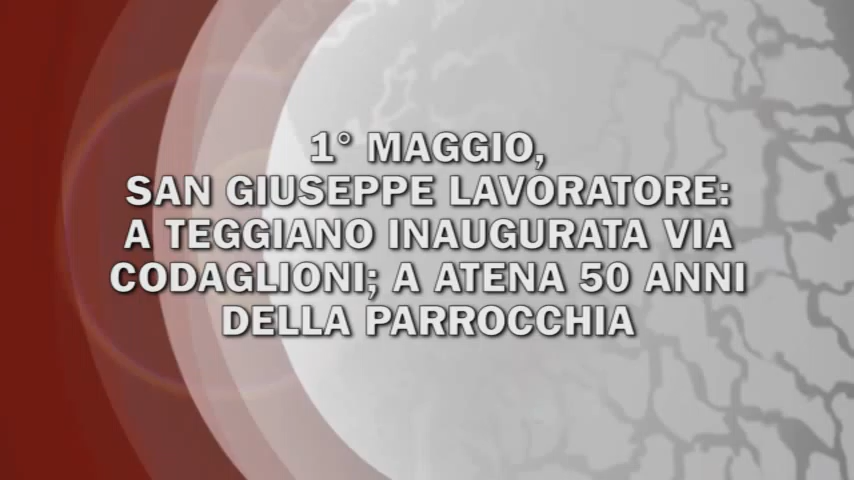 1° MAGGIO,
SAN GIUSEPPE LAVORATORE:
A TEGGIANO INAUGURATA VIA
CODAGLIONI; A ATENA 50 ANNI
DELLA PARROCCHIA